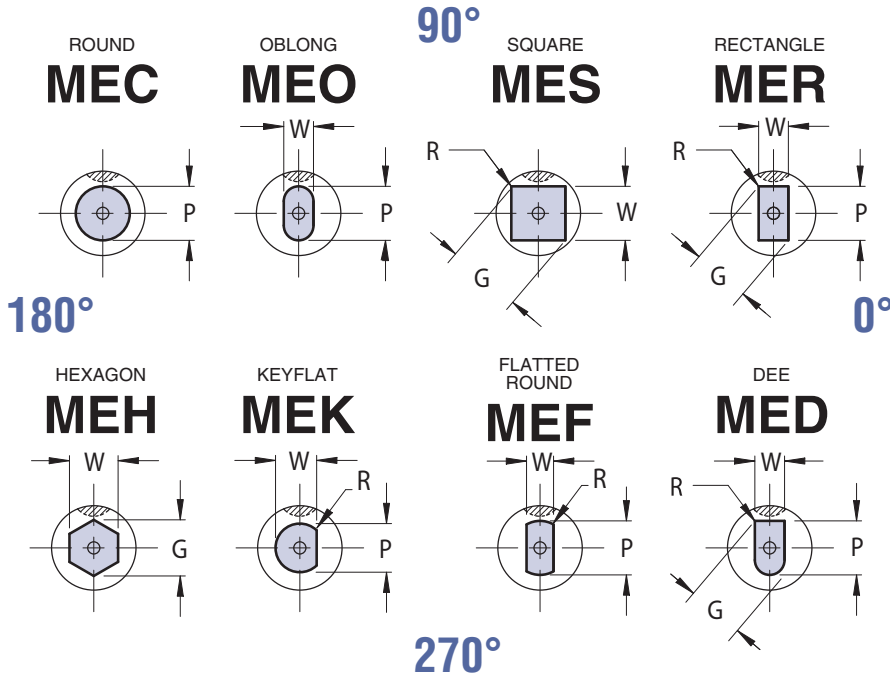 90°
ROUND
MEC
P
OBLONG
MEO
W
P
SQUARE
MES
R
W
G
RECTANGLE
MER
W
R
P
G
180°
0°
HEXAGON
MEH
W
G
KEYFLAT
MEK
W
R
P
FLATTED
ROUND
MEF
W
R
P
DEE
MED
W
R
P
G
270°